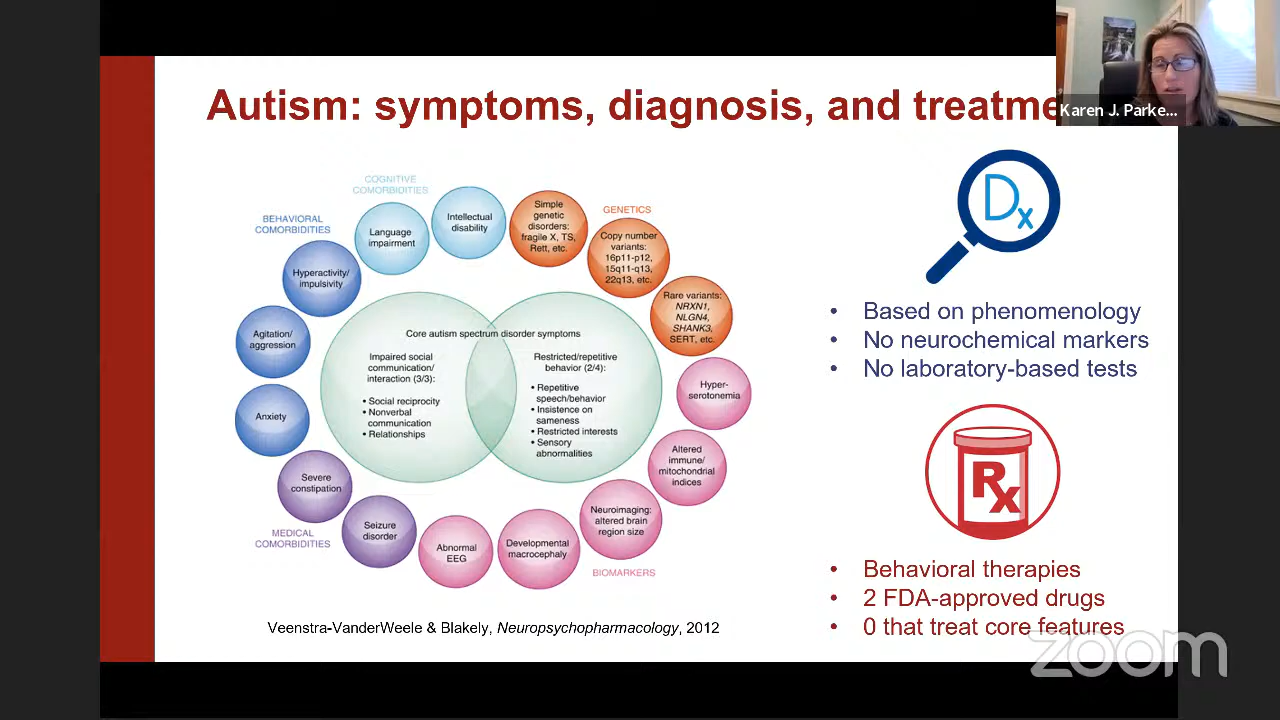 Autism: symptoms, diagnosis, and treatme
Karen J. Parke...
COGNITIVE
COMORBIDITIES
BEHAVIORAL
COMORBIDITIES
Language
impairment
Intellectual
disability
Simple
genetic
disorders:
fragile X, TS,
Rett, etc.
GENETICS
Copy number
variants:
16p11-p12,
15q11-q13,
22q13, etc.
Hyperactivity/
impulsivity
Rare variants:
NRXN1,
NLGN4,
SHANK3,
SERT, etc.
Agitation/
aggression
Core autism spectrum disorder symptoms
Impaired social
communication/
interaction (3/3):
• Social reciprocity
• Nonverbal
communication
• Relationships
Restricted/repetitive
behavior (2/4):
• Repetitive
speech/behavior
• Insistence on
sameness
• Restricted interests
• Sensory
abnormalities
Hyper-
serotonemia
Anxiety
Altered
immune/
mitochondrial
indices
Severe
constipation
MEDICAL
COMORBIDITIES
Seizure
disorder
Abnormal
EEG
Developmental
macrocephaly
Neuroimaging:
altered brain
region size
BIOMARKERS
Veenstra-VanderWeele & Blakely, Neuropsychopharmacology, 2012
Dx
• Based on phenomenology
• No neurochemical markers
• No laboratory-based tests
Rx
• Behavioral therapies
• 2 FDA-approved drugs
• 0 that treat core features
zoom